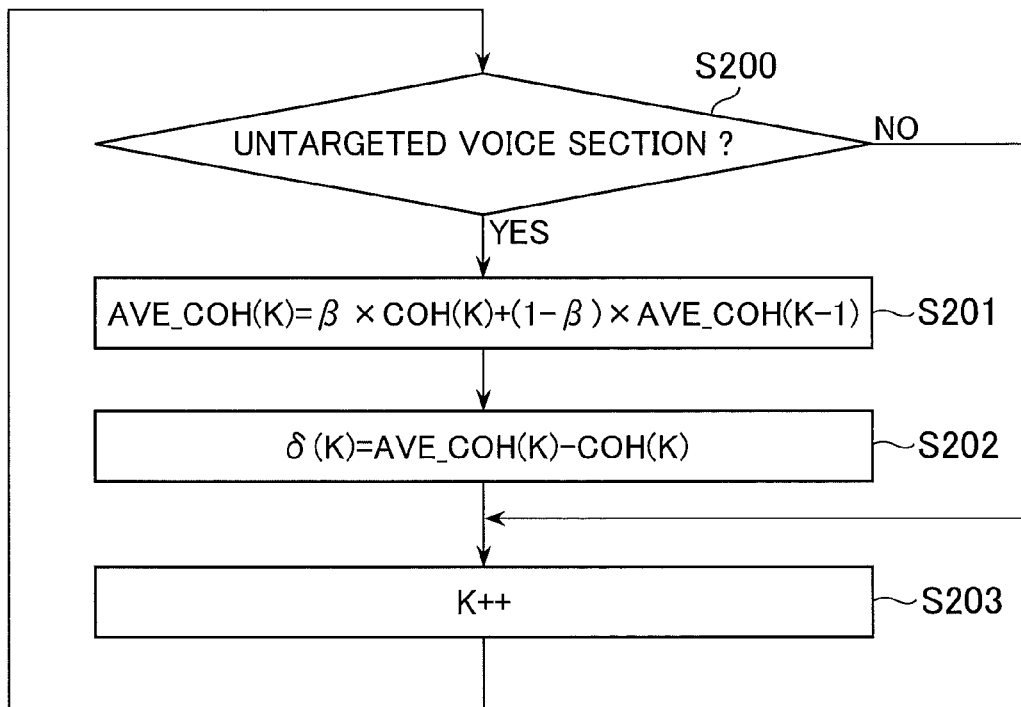 S200
UNTARGETED VOICE SECTION ?
NO
YES
AVE_COH(K)=β×COH(K)+(1-β)×AVE_COH(K-1)
S201
δ(K)=AVE_COH(K)-COH(K)
S202
K++
S203